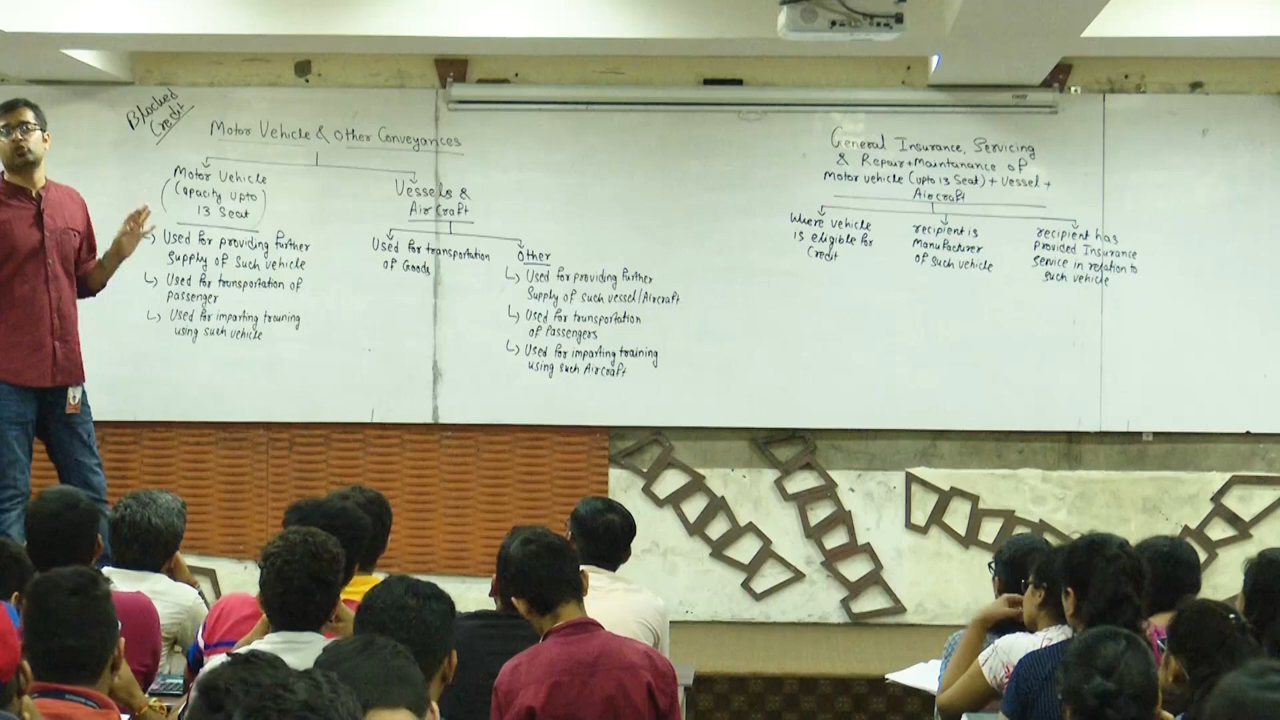 Blocked
Credit
Motor Vehicle & Other Conveyances
Motor Vehicle
(Capacity upto
13 Seat)
Used for providing further
Supply of Such vehicle
Used for transportation of
passenger
Used for imparting training
using such vehicle
Vessels &
Air Craft
Used for transportation
of Goods
Other
Used for providing further
Supply of Such vessel/Aircraft
Used for transportation
of Passengers
Used for imparting training
using such Aircraft
General Insurance, Servicing
& Repair + Maintanance of
Motor vehicle (upto 13 Seat) + Vessel +
Air Craft
Where vehicle
is eligible for
Credit
recipient is
Manufacturer
of Such vehicle
recipient has
Provided Insurance
Service in relation to
such vehicle